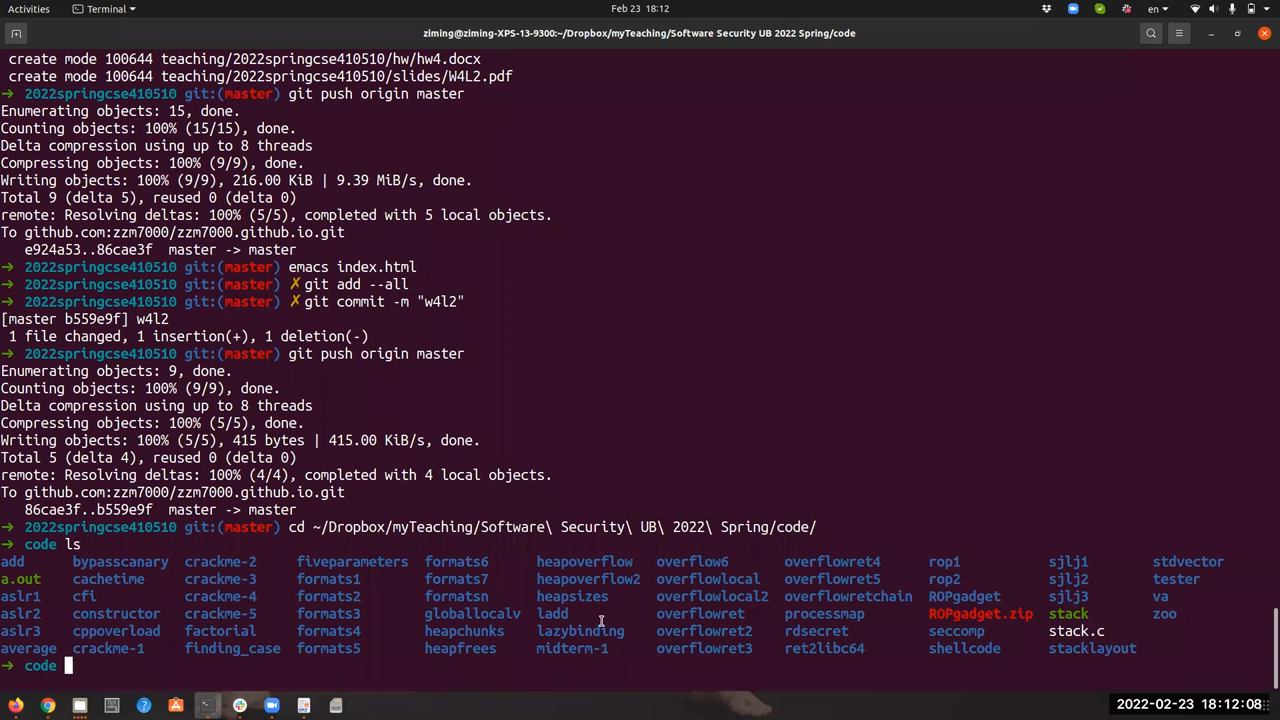 Activities Terminal Feb 23 18:12 en
ziming@ziming-XPS-13-9300:~/Dropbox/myTeaching/Software Security UB 2022 Spring/code
create mode 100644 teaching/2022springcse410510/hw/hw4.docx
create mode 100644 teaching/2022springcse410510/slides/W4L2.pdf
→ 2022springcse410510 git:(master) git push origin master
Enumerating objects: 15, done.
Counting objects: 100% (15/15), done.
Delta compression using up to 8 threads
Compressing objects: 100% (9/9), done.
Writing objects: 100% (9/9), 216.00 KiB | 9.39 MiB/s, done.
Total 9 (delta 5), reused 0 (delta 0)
remote: Resolving deltas: 100% (5/5), completed with 5 local objects.
To github.com:zzm7000/zzm7000.github.io.git
e924a53..86cae3f master -> master
→ 2022springcse410510 git:(master) emacs index.html
→ 2022springcse410510 git:(master) ✗ git add --all
→ 2022springcse410510 git:(master) ✗ git commit -m "w4l2"
[master b559e9f] w4l2
1 file changed, 1 insertion(+), 1 deletion(-)
→ 2022springcse410510 git:(master) git push origin master
Enumerating objects: 9, done.
Counting objects: 100% (9/9), done.
Delta compression using up to 8 threads
Compressing objects: 100% (5/5), done.
Writing objects: 100% (5/5), 415 bytes | 415.00 KiB/s, done.
Total 5 (delta 4), reused 0 (delta 0)
remote: Resolving deltas: 100% (4/4), completed with 4 local objects.
To github.com:zzm7000/zzm7000.github.io.git
86cae3f..b559e9f master -> master
→ 2022springcse410510 git:(master) cd ~/Dropbox/myTeaching/Software\ Security\ UB\ 2022\ Spring/code/
→ code ls
add bypasscanary crackme-2 fiveparameters formats6 heapoverflow overflow6 overflowret4 rop1 sjlj1 stdvector
a.out cachetime crackme-3 formats1 formats7 heapoverflow2 overflowlocal overflowret5 rop2 sjlj2 tester
aslr1 cfi crackme-4 formats2 formatsn heapsizes overflowlocal2 overflowretchain ROPgadget sjlj3 va
aslr2 constructor crackme-5 formats3 globallocalv ladd overflowret processmap ROPgadget.zip stack zoo
aslr3 cppoverload factorial formats4 heapchunks lazybinding overflowret2 rdsecret seccomp stack.c
average crackme-1 finding_case formats5 heapfrees midterm-1 overflowret3 ret2libc64 shellcode stacklayout
→ code
2022-02-23 18:12:08